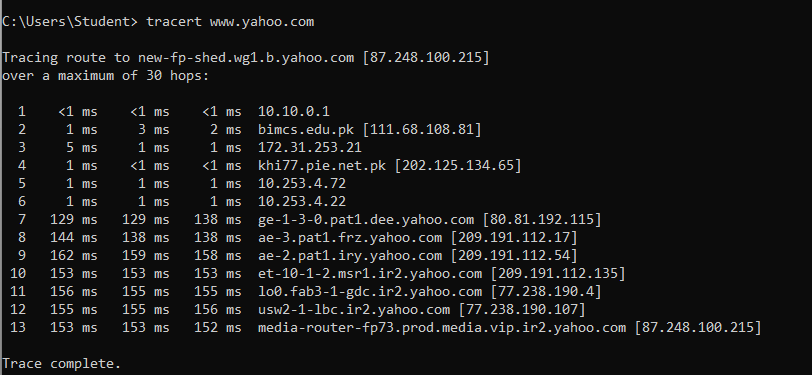 C:\Users\Student> tracert www.yahoo.com
Tracing route to new-fp-shed.wg1.b.yahoo.com [87.248.100.215]
over a maximum of 30 hops:
1 <1 ms <1 ms <1 ms 10.10.0.1
2 1 ms 3 ms 2 ms bimcs.edu.pk [111.68.108.81]
3 5 ms 1 ms 1 ms 172.31.253.21
4 1 ms <1 ms <1 ms khi77.pie.net.pk [202.125.134.65]
5 1 ms 1 ms 1 ms 10.253.4.72
6 1 ms 1 ms 1 ms 10.253.4.22
7 129 ms 129 ms 138 ms ge-1-3-0.pat1.dee.yahoo.com [80.81.192.115]
8 144 ms 138 ms 138 ms ae-3.pat1.frz.yahoo.com [209.191.112.17]
9 162 ms 159 ms 158 ms ae-2.pat1.iry.yahoo.com [209.191.112.54]
10 153 ms 153 ms 153 ms et-10-1-2.msr1.ir2.yahoo.com [209.191.112.135]
11 156 ms 155 ms 155 ms lo0.fab3-1-gdc.ir2.yahoo.com [77.238.190.4]
12 155 ms 155 ms 156 ms usw2-1-lbc.ir2.yahoo.com [77.238.190.107]
13 153 ms 153 ms 152 ms media-router-fp73.prod.media.vip.ir2.yahoo.com [87.248.100.215]
Trace complete.